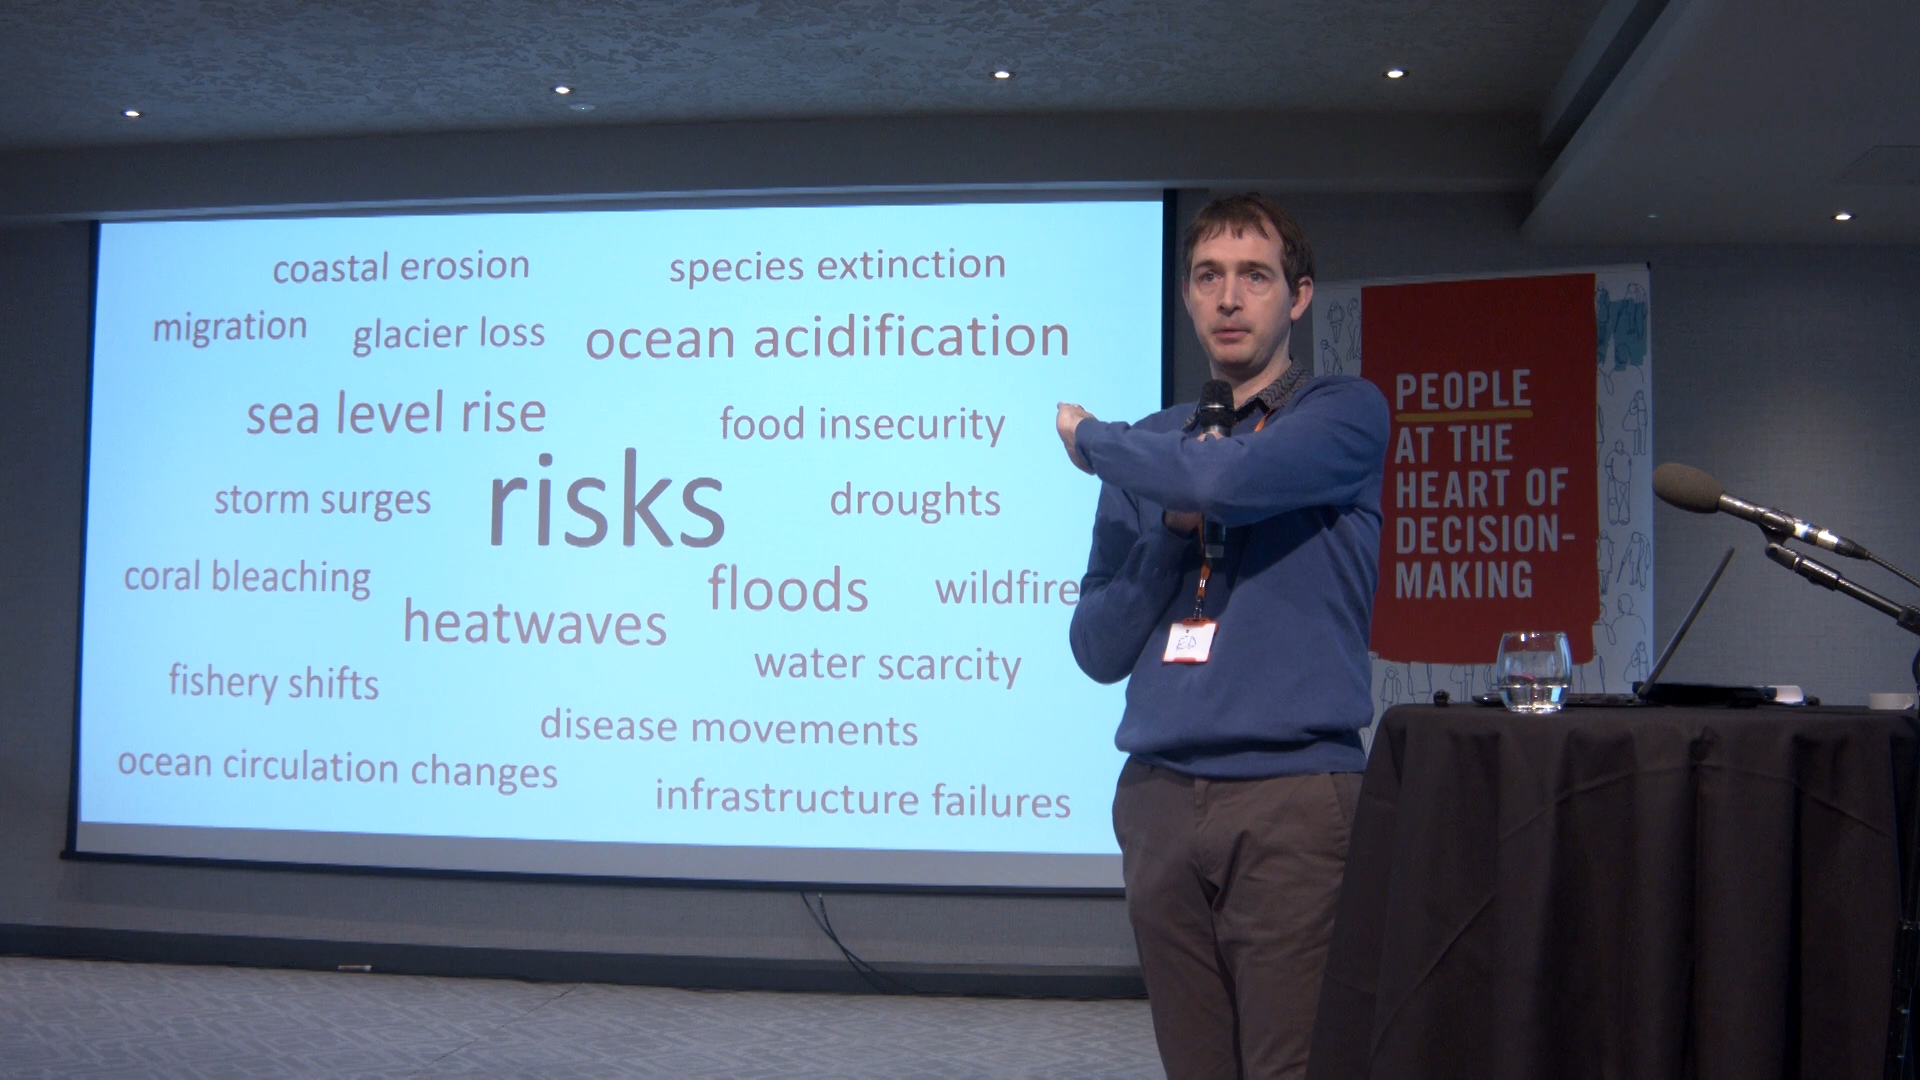 coastal erosion
species extinction
migration
glacier loss
ocean acidification
sea level rise
food insecurity
risks
storm surges
droughts
coral bleaching
floods
wildfire
heatwaves
water scarcity
fishery shifts
disease movements
ocean circulation changes
infrastructure failures
ED
PEOPLE
AT THE
HEART OF
DECISION-
MAKING